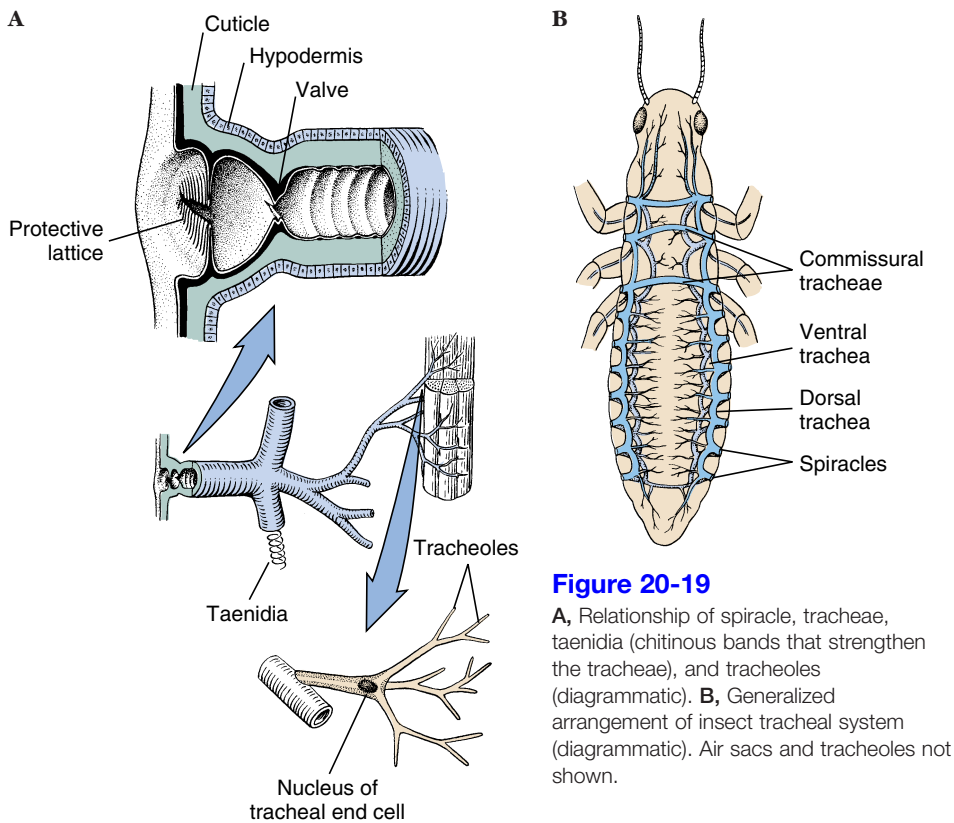 A
Cuticle
Hypodermis
Valve
Protective
lattice
Taenidia
Tracheoles
Nucleus of
tracheal end cell
B
Commissural
tracheae
Ventral
trachea
Dorsal
trachea
Spiracles
Figure 20-19
A, Relationship of spiracle, tracheae,
taenidia (chitinous bands that strengthen
the tracheae), and tracheoles
(diagrammatic). B, Generalized
arrangement of insect tracheal system
(diagrammatic). Air sacs and tracheoles not
shown.